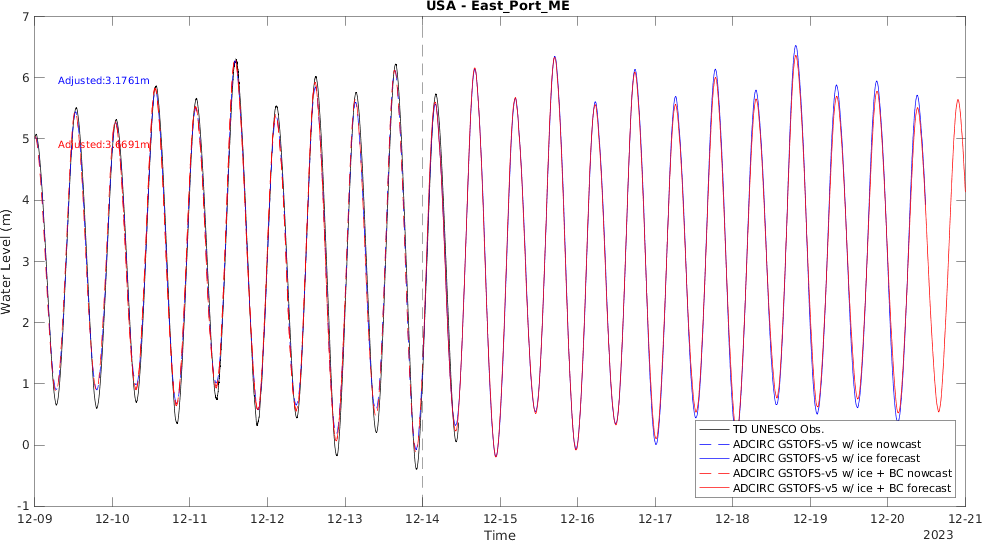 USA - East_Port_ME
7
6
5
4
3
2
1
0
-1
Water Level (m)
Adjusted:3.1761m
Adjusted:3.6691m
TD UNESCO Obs.
ADCIRC GSTOFS-v5 w/ ice nowcast
ADCIRC GSTOFS-v5 w/ ice forecast
ADCIRC GSTOFS-v5 w/ ice + BC nowcast
ADCIRC GSTOFS-v5 w/ ice + BC forecast
12-09 12-10 12-11 12-12 12-13 12-14 12-15 12-16 12-17 12-18 12-19 12-20 12-21
Time
2023